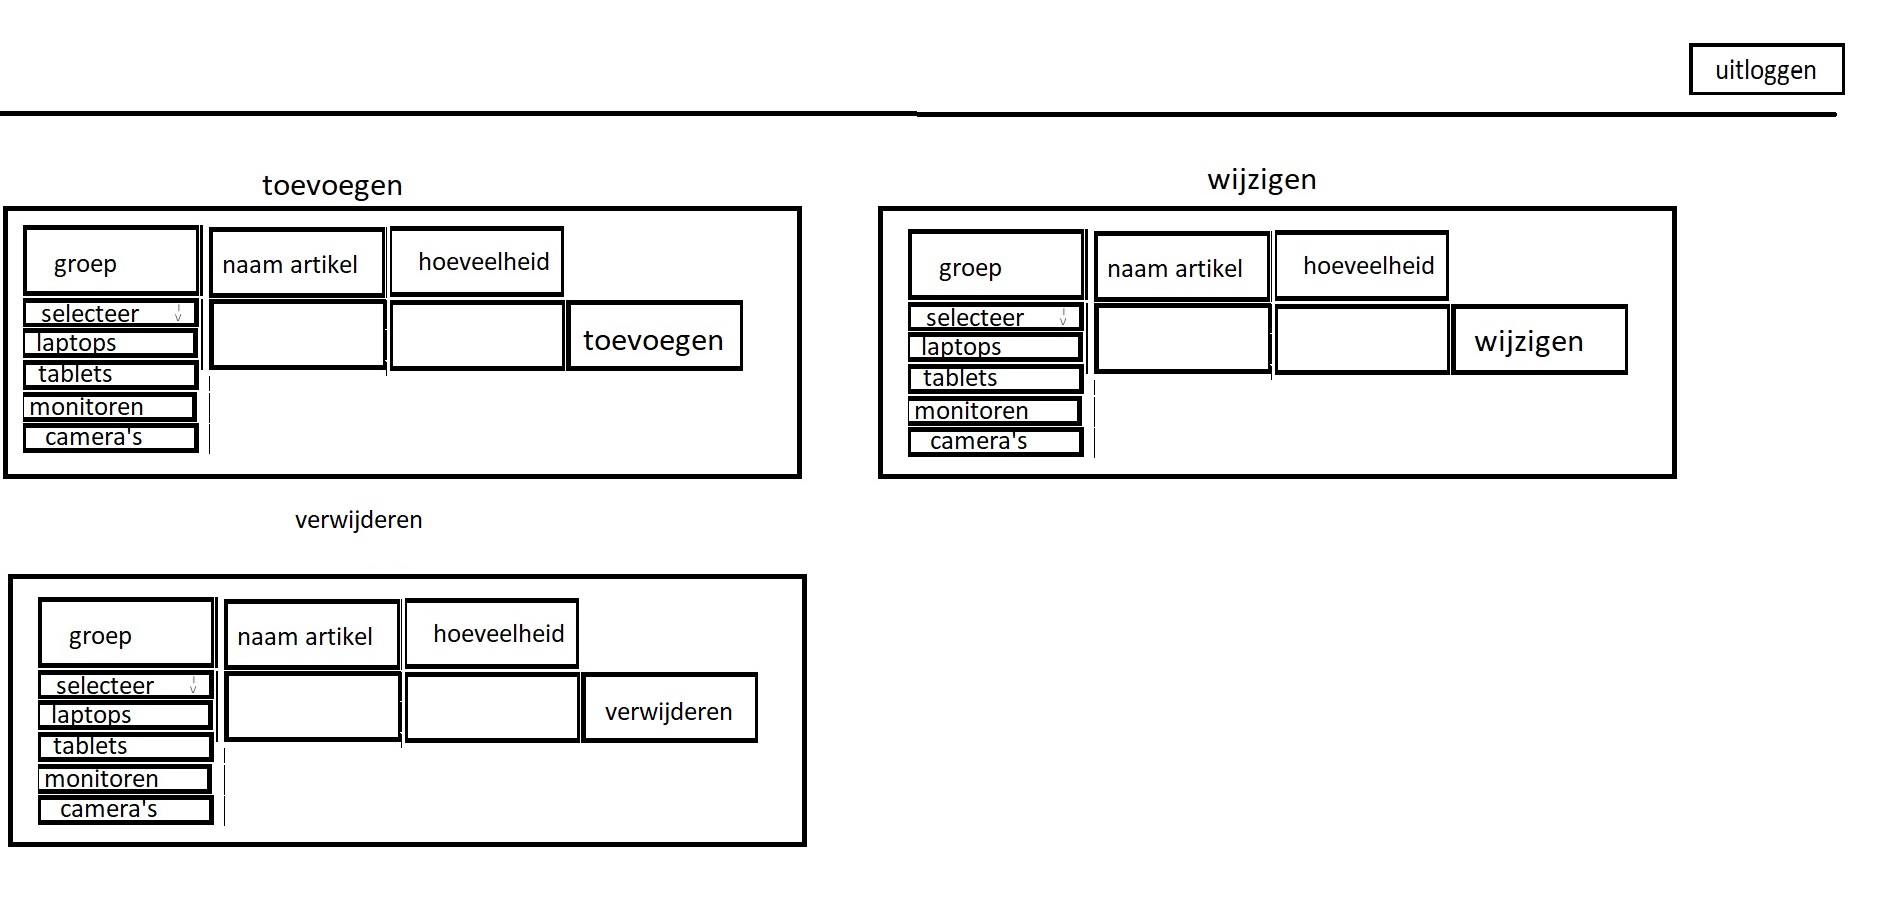 uitloggen
toevoegen
groep naam artikel hoeveelheid
selecteer
laptops
tablets
monitoren
camera's
toevoegen
wijzigen
groep naam artikel hoeveelheid
selecteer
laptops
tablets
monitoren
camera's
wijzigen
verwijderen
groep naam artikel hoeveelheid
selecteer
laptops
tablets
monitoren
camera's
verwijderen